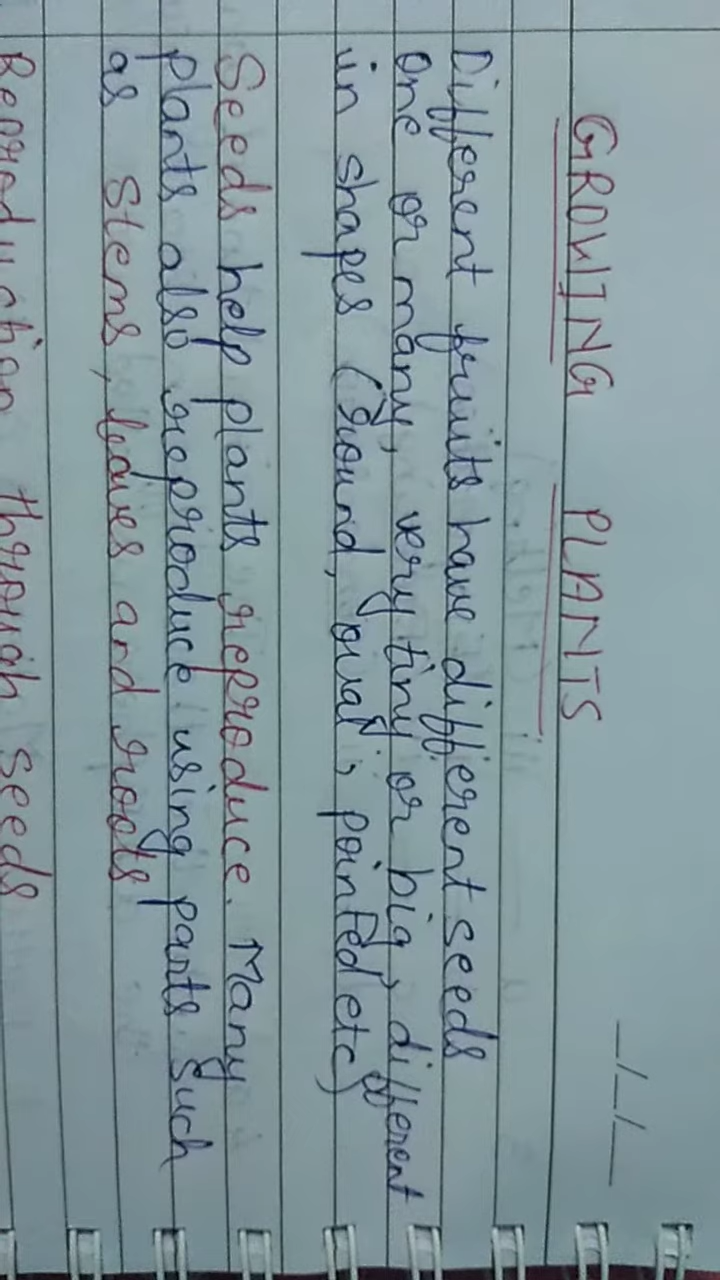 GROWING PLANTS
Different fruits have different seeds
one or many, very tiny or big, different
in shapes (round, oval, pointed etc)
Seeds help plants reproduce. Many
plants also reproduce using parts such
as stems, leaves and roots
Reproduction through seeds